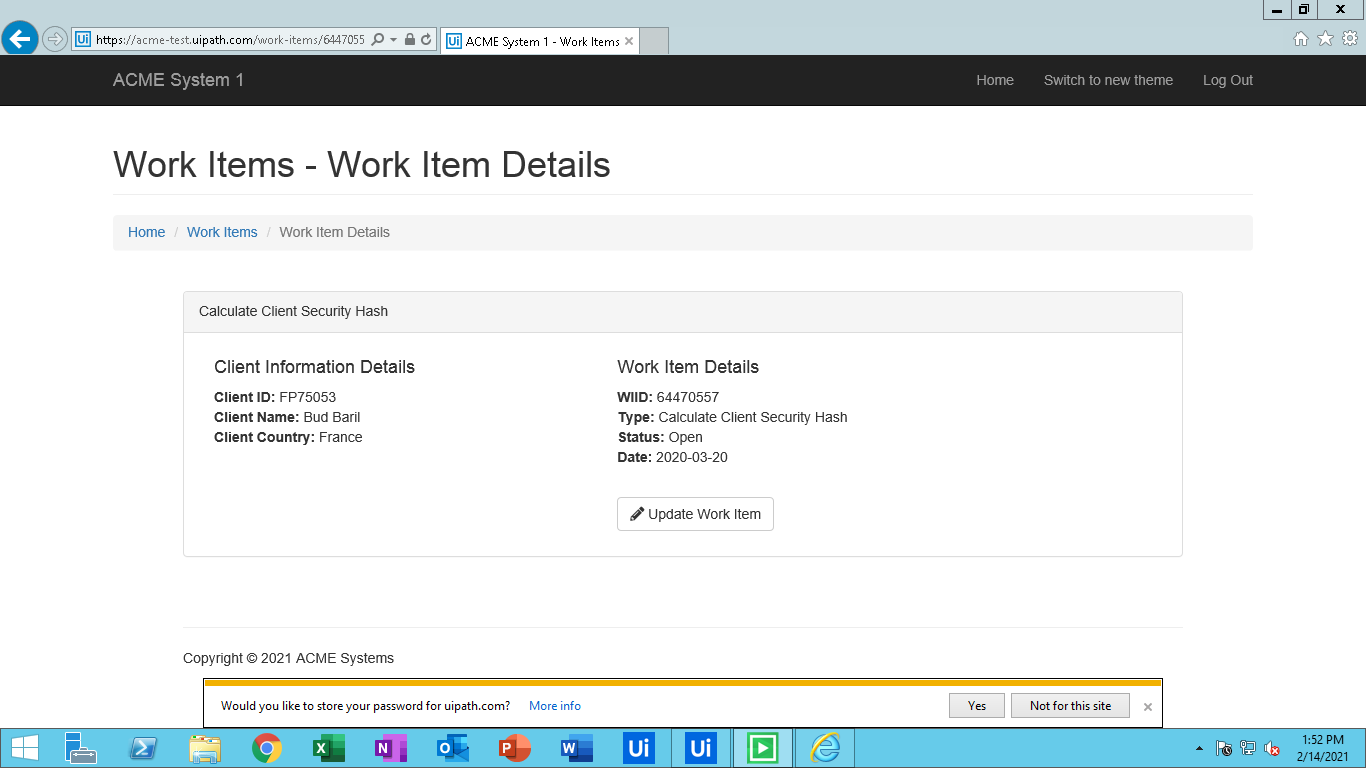 https://acme-test.uipath.com/work-items/6447055
Ui ACME System 1 - Work Items
ACME System 1
Home
Switch to new theme
Log Out
Work Items - Work Item Details
Home / Work Items / Work Item Details
Calculate Client Security Hash
Client Information Details
Client ID: FP75053
Client Name: Bud Baril
Client Country: France
Work Item Details
WIID: 64470557
Type: Calculate Client Security Hash
Status: Open
Date: 2020-03-20
Update Work Item
Copyright © 2021 ACME Systems
Would you like to store your password for uipath.com? More info
Yes
Not for this site
Ui
Ui
1:52 PM
2/14/2021